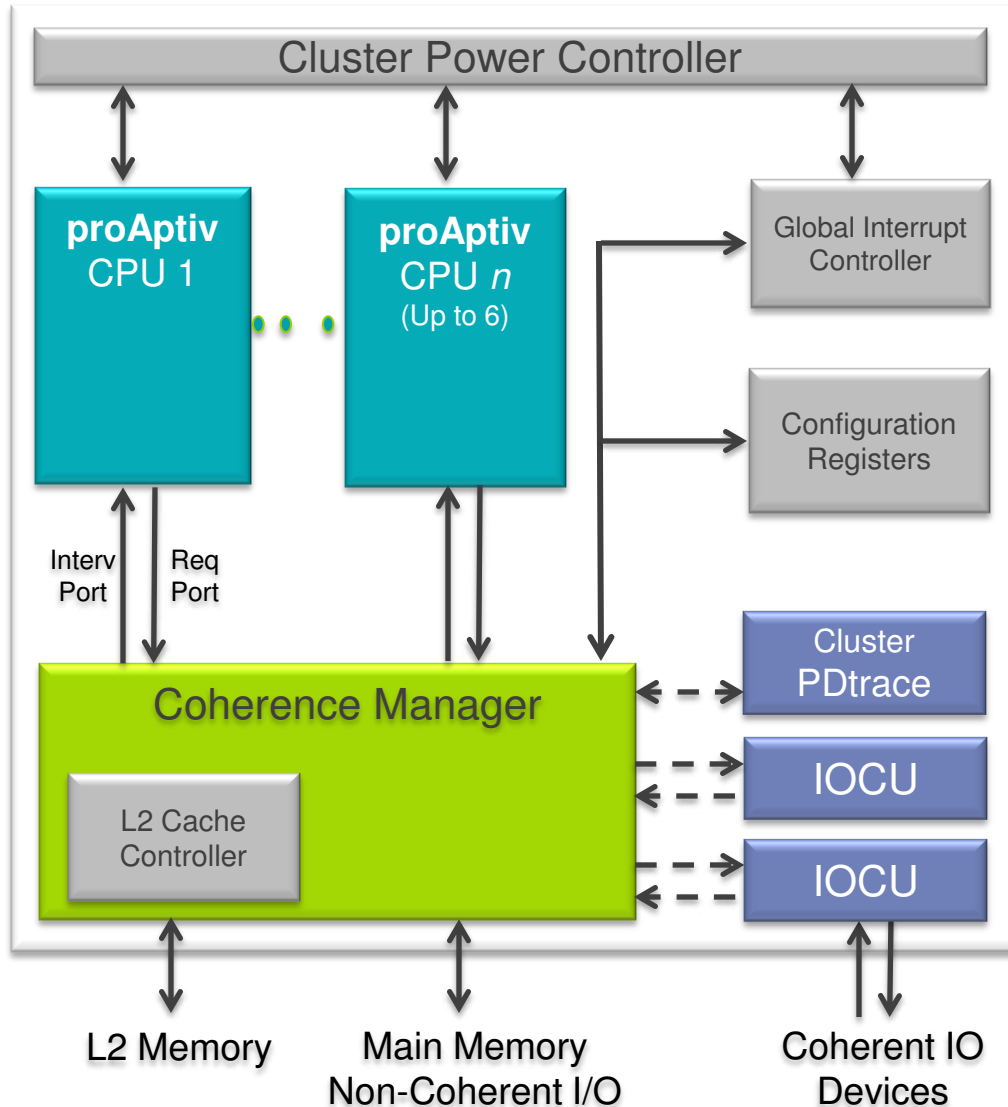 Cluster Power Controller
proAptiv
CPU 1
proAptiv
CPU n
(Up to 6)
Global Interrupt
Controller
Configuration
Registers
Interv
Port
Req
Port
Coherence Manager
L2 Cache
Controller
Cluster
PDtrace
IOCU
IOCU
L2 Memory
Main Memory
Non-Coherent I/O
Coherent IO
Devices